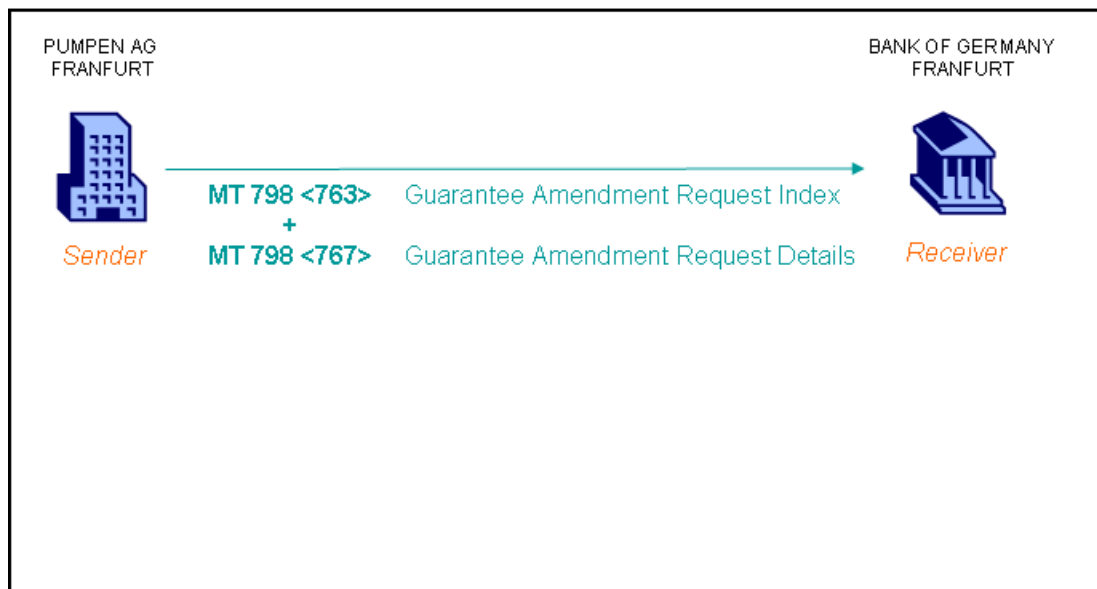 PUMPEN AG
FRANFURT
BANK OF GERMANY
FRANFURT
MT 798 <763> Guarantee Amendment Request Index
+
MT 798 <767> Guarantee Amendment Request Details
Sender
Receiver